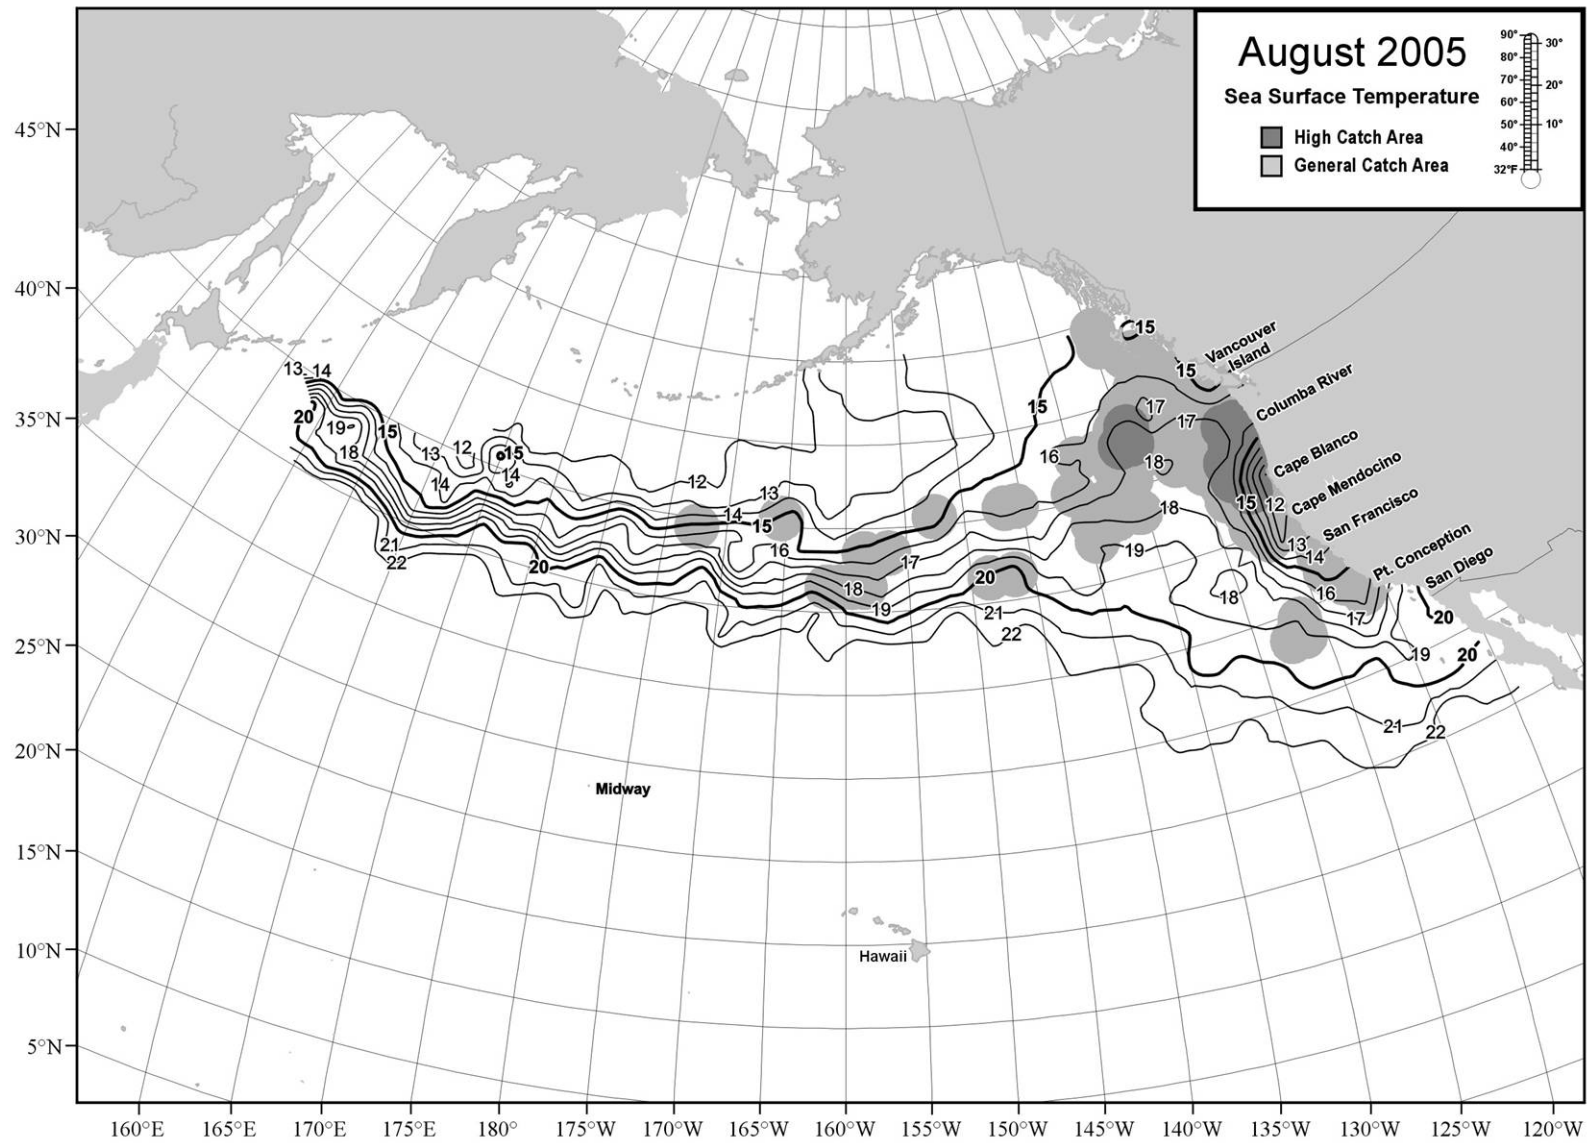 August 2005
Sea Surface Temperature
High Catch Area
General Catch Area
90°
80°
70°
60°
50°
40°
32°F
30°
20°
10°
45°N
40°N
35°N
30°N
25°N
20°N
15°N
10°N
5°N
15
Vancouver
Island
15
Columba River
13 14
15
17
17
20
19
15
18
13
12
15
14
14
16
18
Cape Blanco
Cape Mendocino
12
13
14
15
16
18
15
12
San Francisco
21
22
20
17
19
13
14
Pt. Conception
San Diego
18
19
20
21
22
18
16
17
20
19
20
21
22
Midway
Hawaii
160°E
165°E
170°E
175°E
180°
175°W
170°W
165°W
160°W
155°W
150°W
145°W
140°W
135°W
130°W
125°W
120°W